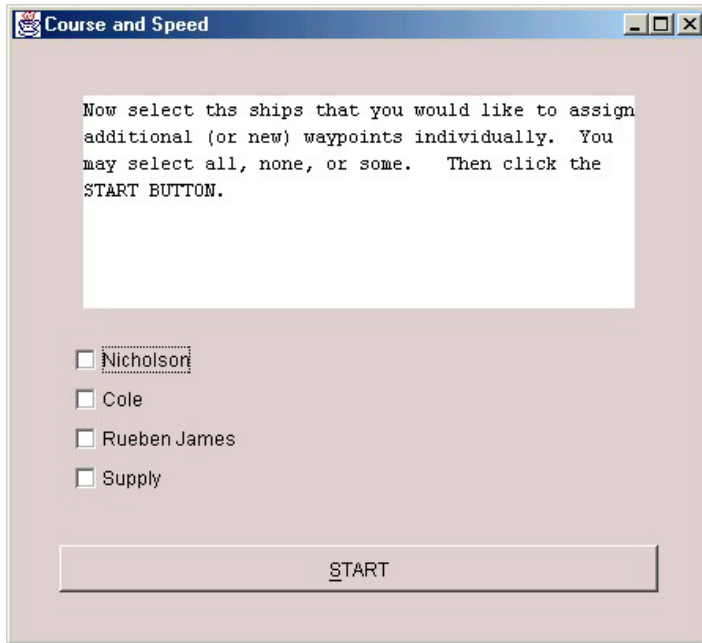 Course and Speed
Now select ths ships that you would like to assign
additional (or new) waypoints individually.  You
may select all, none, or some.   Then click the
START BUTTON.
Nicholson
Cole
Rueben James
Supply
START